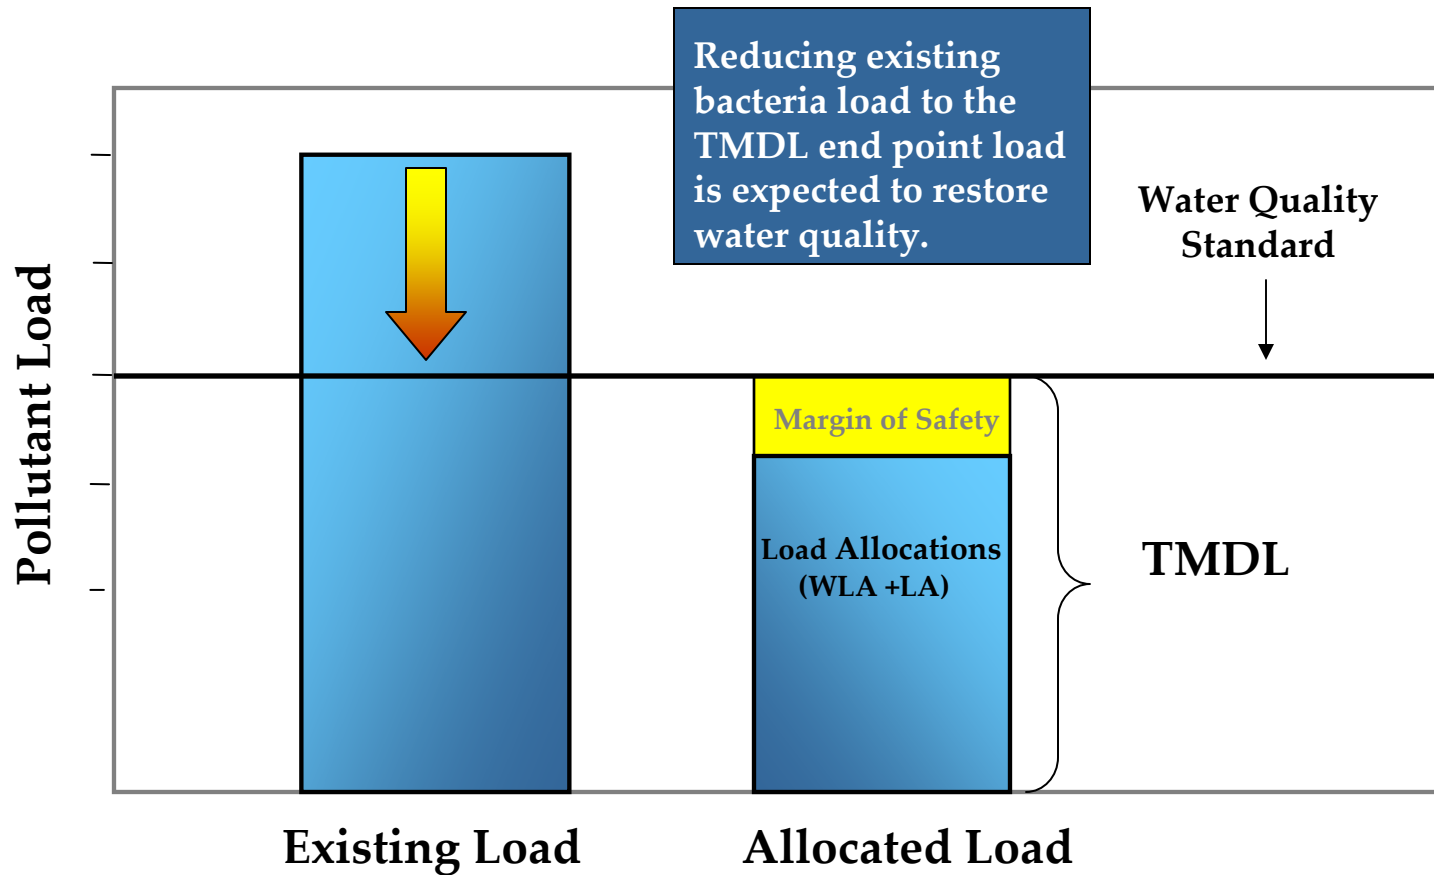 Reducing existing
bacteria load to the
TMDL end point load
is expected to restore
water quality.
Water Quality
Standard
Pollutant Load
Margin of Safety
Load Allocations
(WLA +LA)
TMDL
Existing Load
Allocated Load